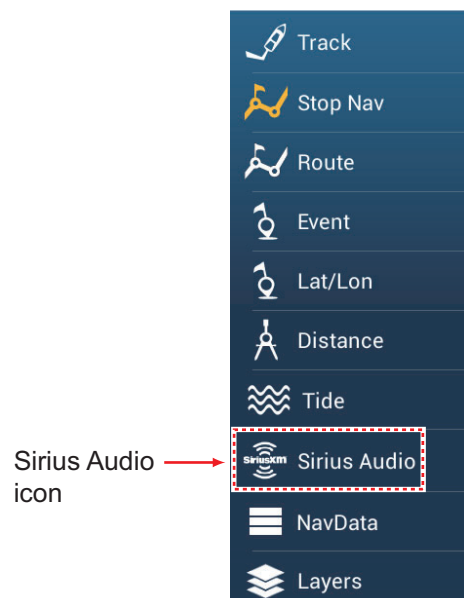 Track
Stop Nav
Route
Event
Lat/Lon
Distance
Tide
Sirius Audio
icon
SiriusXM Sirius Audio
NavData
Layers